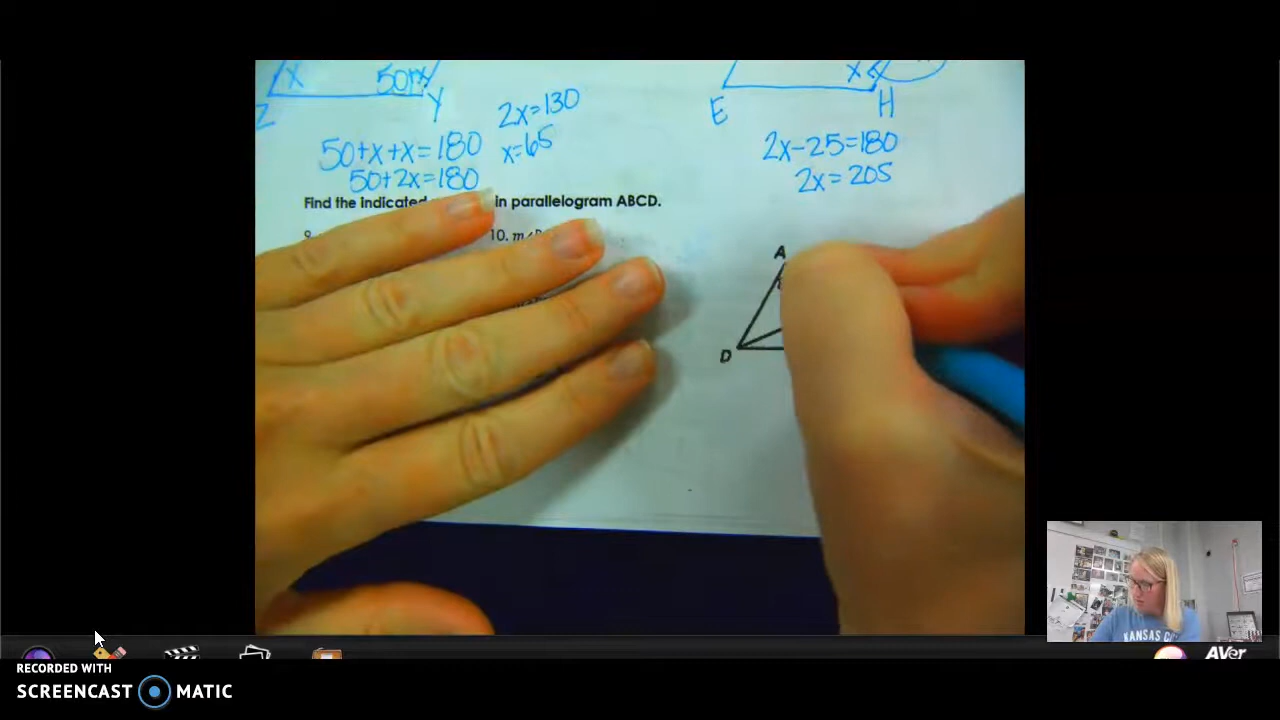 X
50+x
Z
Y
2x=130
x=65
50+x+x=180
50+2x=180
X
E
H
2x-25=180
2x=205
Find the indicated in parallelogram ABCD.
9.
10. m∠
A
D
KANSAS
AVer
RECORDED WITH
SCREENCAST MATIC